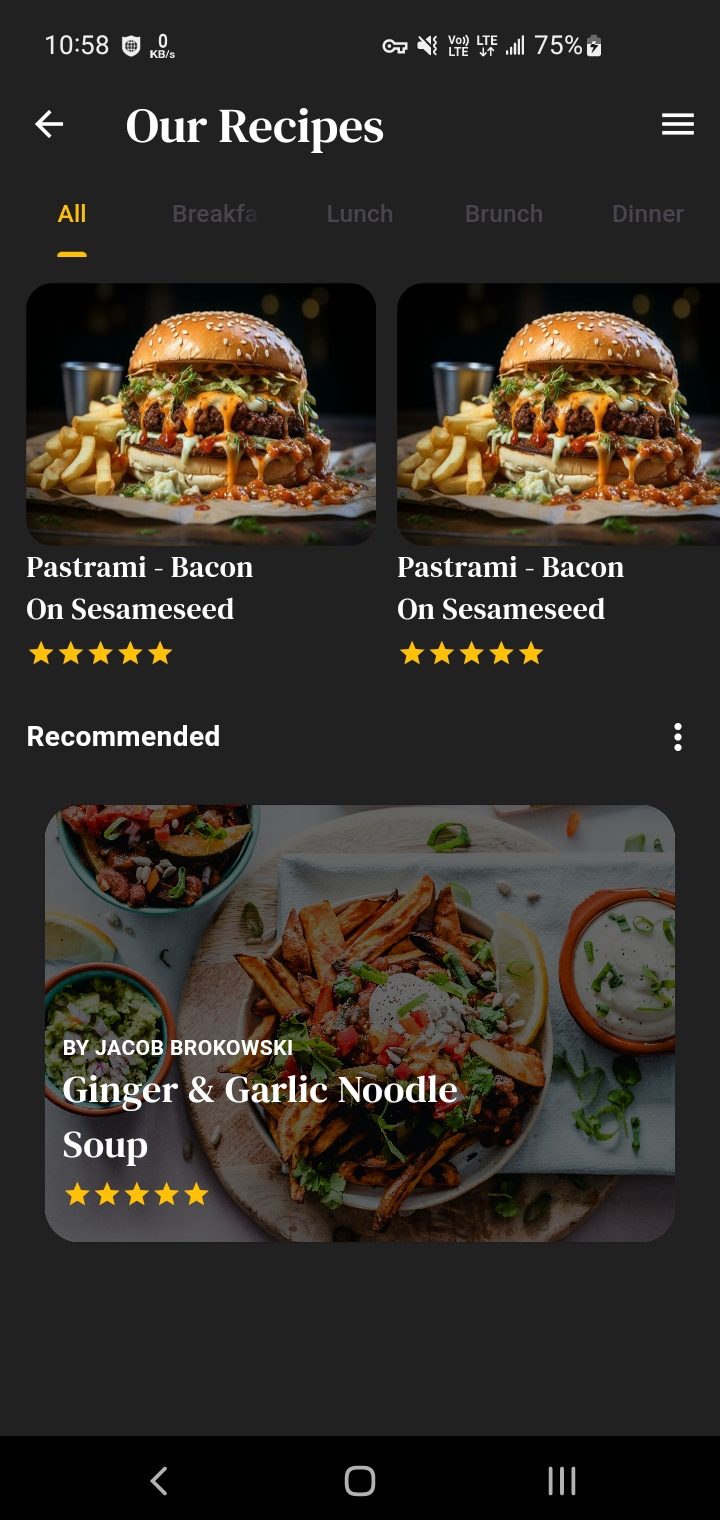 10:58 0 KB/s Vo)) LTE LTE 75%
Our Recipes
All Breakfa Lunch Brunch Dinner
Pastrami - Bacon
On Sesameseed
Pastrami - Bacon
On Sesameseed
Recommended
BY JACOB BROKOWSKI
Ginger & Garlic Noodle
Soup